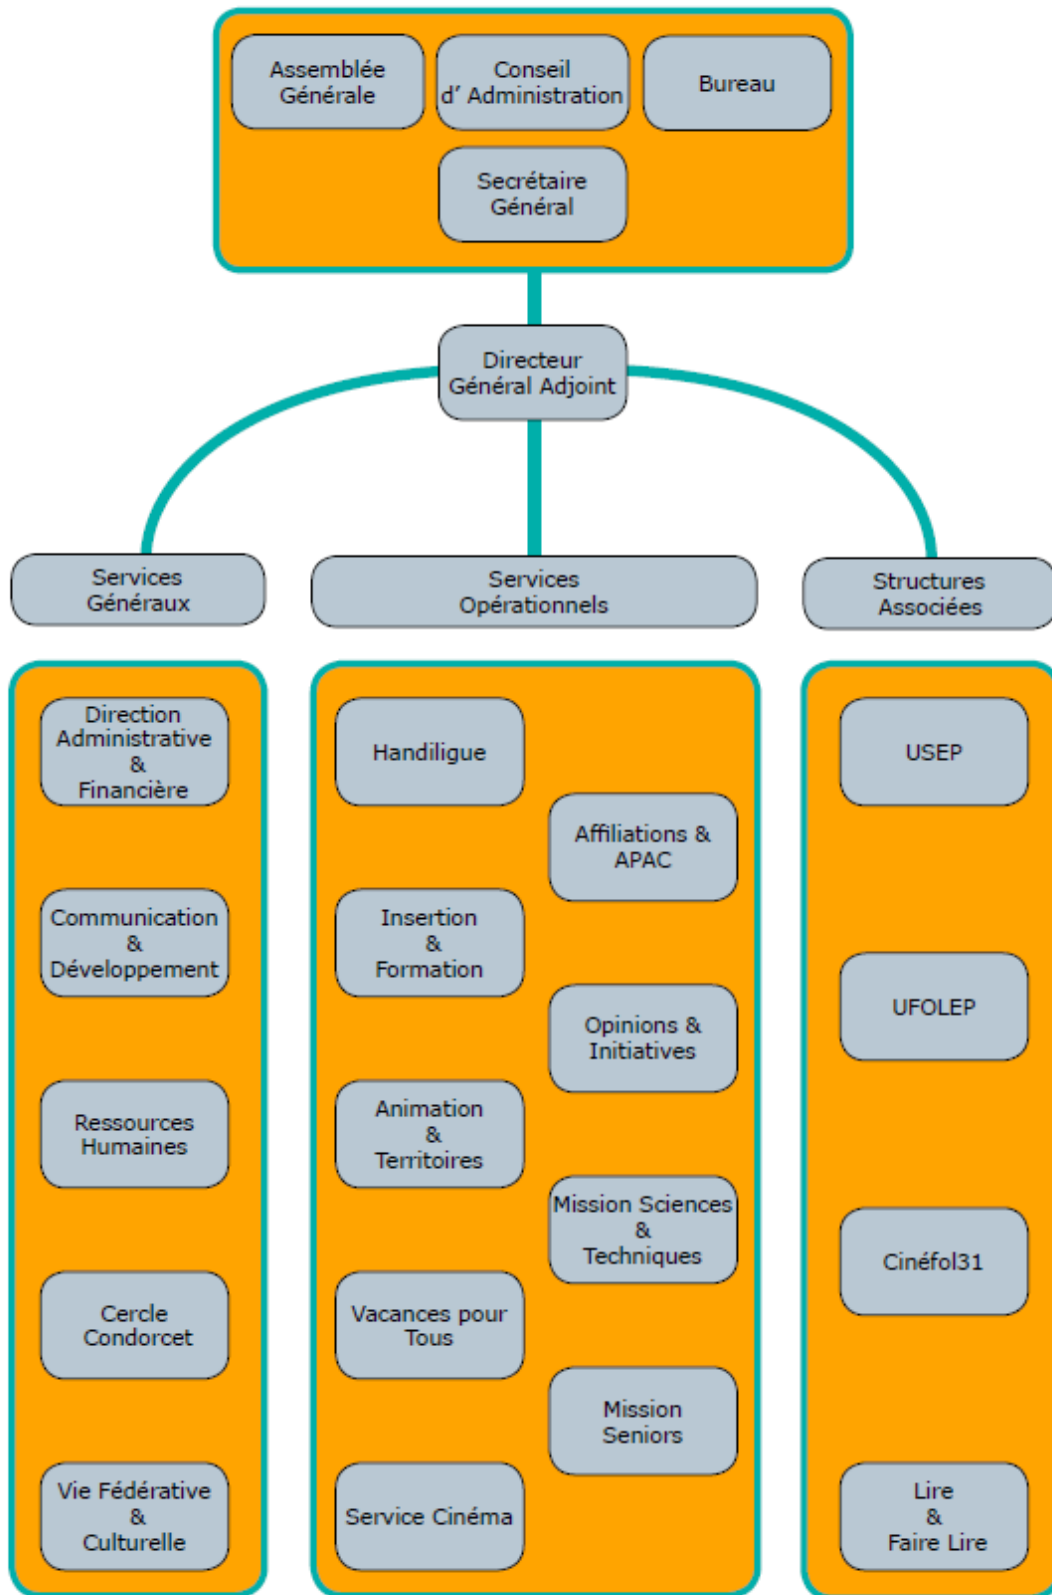 Assemblée
Générale
Conseil
d' Administration
Bureau
Secrétaire
Général
Directeur
Général Adjoint
Services
Généraux
Services
Opérationnels
Structures
Associées
Direction
Administrative
&
Financière
Communication
&
Développement
Ressources
Humaines
Cercle
Condorcet
Vie Fédérative
&
Culturelle
Handiligue
Affiliations &
APAC
Insertion
&
Formation
Opinions &
Initiatives
Animation
&
Territoires
Mission Sciences
&
Techniques
Vacances pour
Tous
Mission
Seniors
Service Cinéma
USEP
UFOLEP
Cinéfol31
Lire
&
Faire Lire